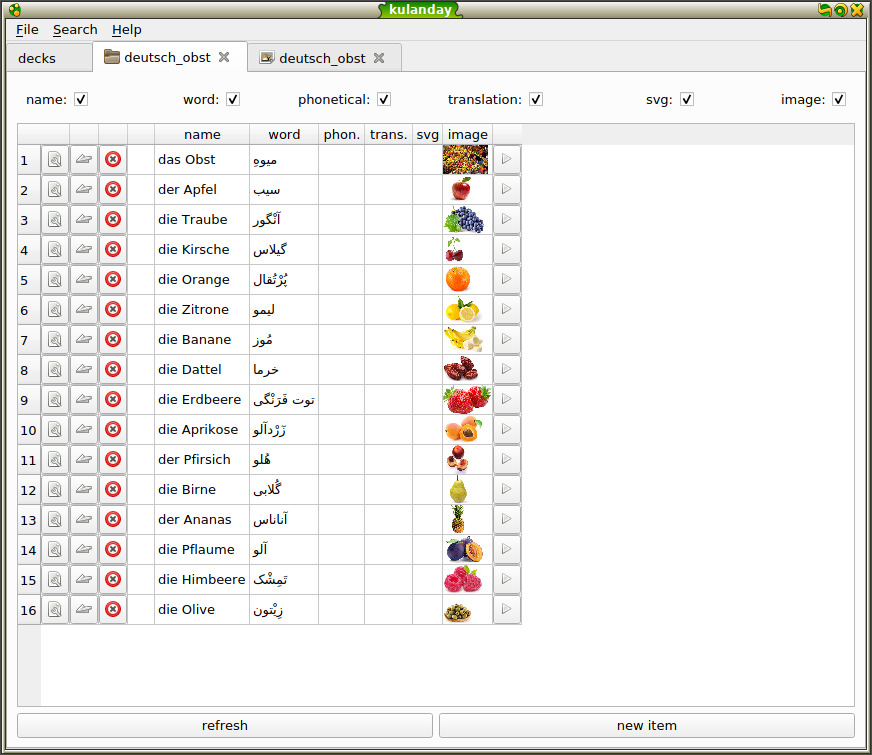 kulanday
File Search Help
decks deutsch_obst deutsch_obst
name: word: phonetical: translation: svg: image:
name word phon. trans. svg image
1 das Obst میوهِ
2 der Apfel سیب
3 die Traube اَنْگور
4 die Kirsche گیلاس
5 die Orange پُرْتُقال
6 die Zitrone لیمو
7 die Banane مُوز
8 die Dattel خرما
9 die Erdbeere توت فَرَنْگی
10 die Aprikose زَرْدآلو
11 der Pfirsich هُلو
12 die Birne گُلابی
13 der Ananas آناناس
14 die Pflaume آلو
15 die Himbeere تَمِشْک
16 die Olive زِیْتون
refresh new item